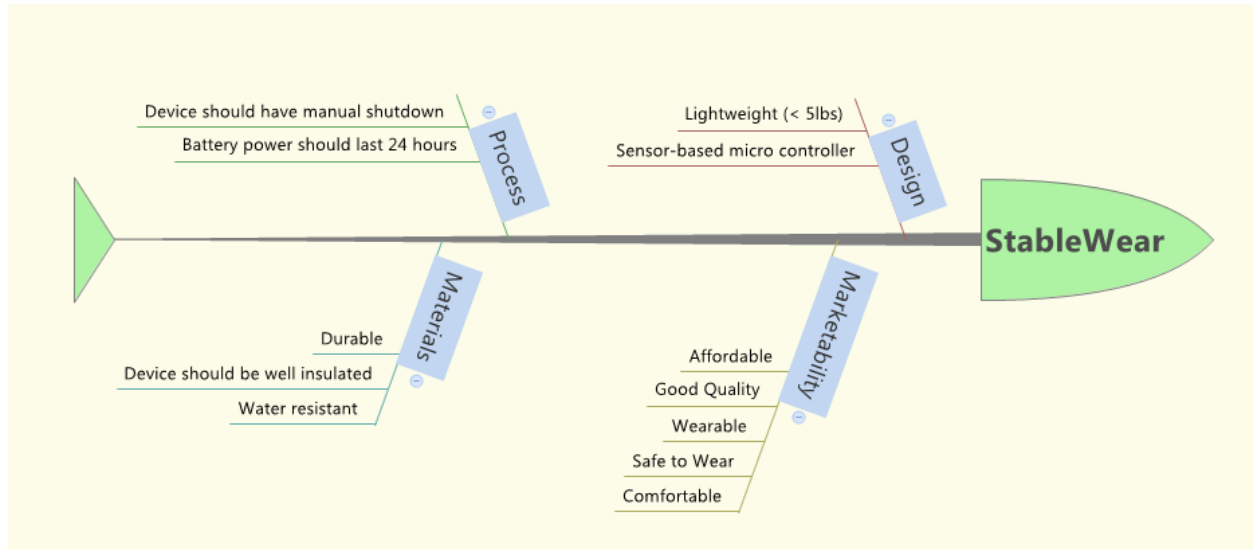 Device should have manual shutdown
Battery power should last 24 hours
Process
Lightweight (< 5lbs)
Sensor-based micro controller
Design
StableWear
Materials
Durable
Device should be well insulated
Water resistant
Marketability
Affordable
Good Quality
Wearable
Safe to Wear
Comfortable